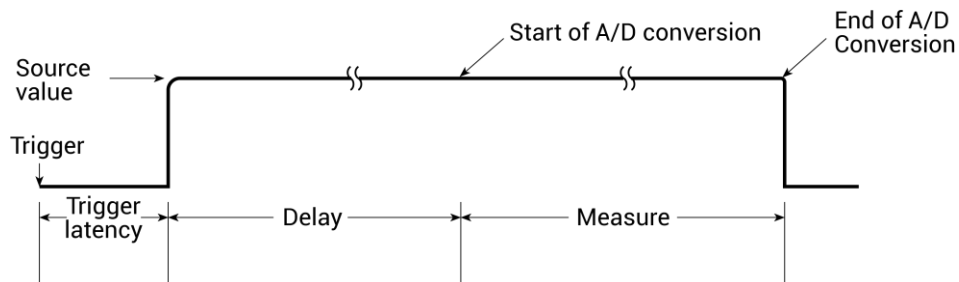 Start of A/D conversion
End of A/D
Conversion
Source
value
Trigger
Trigger
latency
Delay
Measure